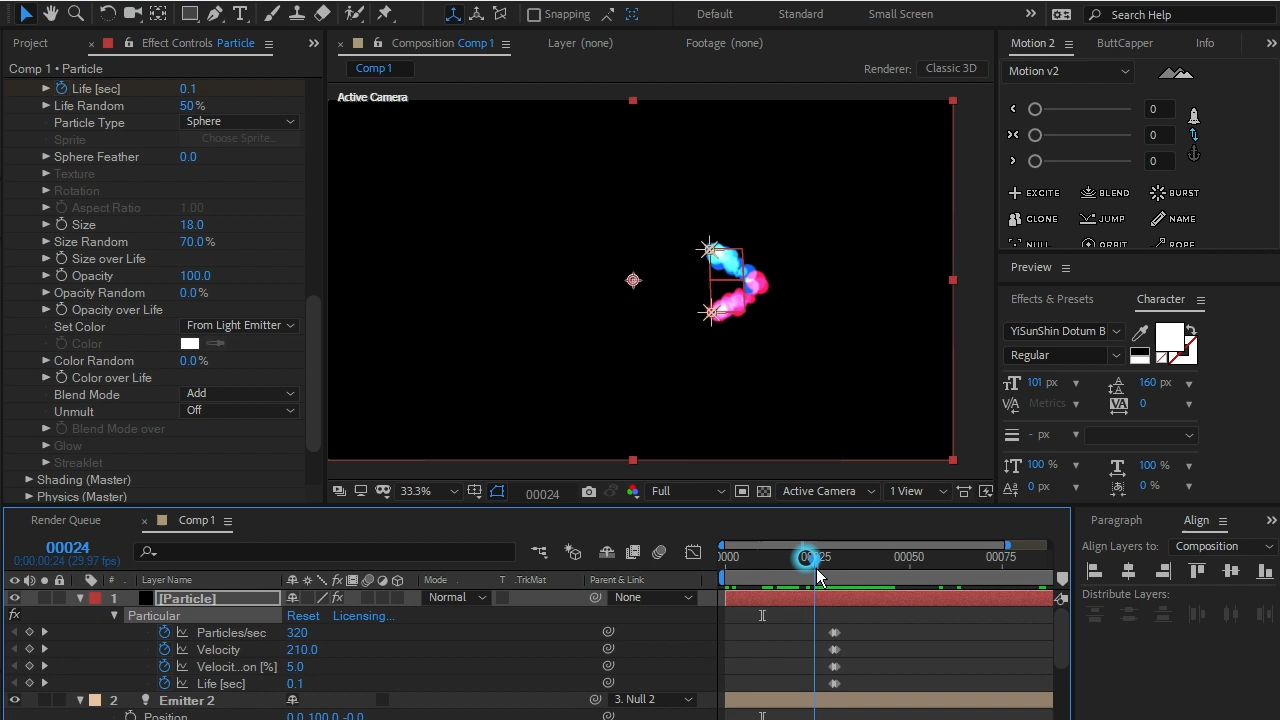 Snapping
Default
Standard
Small Screen
Search Help
Project
Effect Controls Particle
Composition Comp 1
Layer (none)
Footage (none)
Motion 2
ButtCapper
Info
Comp 1 • Particle
Comp 1
Renderer:
Classic 3D
Motion v2
Active Camera
Life [sec]
0.1
Life Random
50%
Particle Type
Sphere
Sprite
Choose Sprite...
Sphere Feather
0.0
Texture
Rotation
Aspect Ratio
1.00
Size
18.0
Size Random
70.0%
Size over Life
Opacity
100.0
Opacity Random
0.0%
Opacity over Life
Set Color
From Light Emitter
Color
Color Random
0.0%
Color over Life
Blend Mode
Add
Unmult
Off
Blend Mode over
Glow
Streaklet
Shading (Master)
Physics (Master)
0
0
0
EXCITE
BLEND
BURST
CLONE
JUMP
NAME
NULL
ORBIT
ROPE
Preview
Effects & Presets
Character
YiSunShin Dotum B
Regular
101 px
160 px
Metrics
0
- px
100 %
100 %
0 px
0 %
33.3%
00024
Full
Active Camera
1 View
Render Queue
Comp 1
00024
0;00;00;24 (29.97 fps)
0000
00025
00050
00075
#
Layer Name
Mode
T
.TrkMat
Parent & Link
1
[Particle]
Normal
None
Particular
Reset
Licensing...
Particles/sec
320
Velocity
210.0
Velocit...on [%]
5.0
Life [sec]
0.1
2
Emitter 2
3. Null 2
Position
0.0,100.0,-0.0
Paragraph
Align
Align Layers to:
Composition
Distribute Layers: